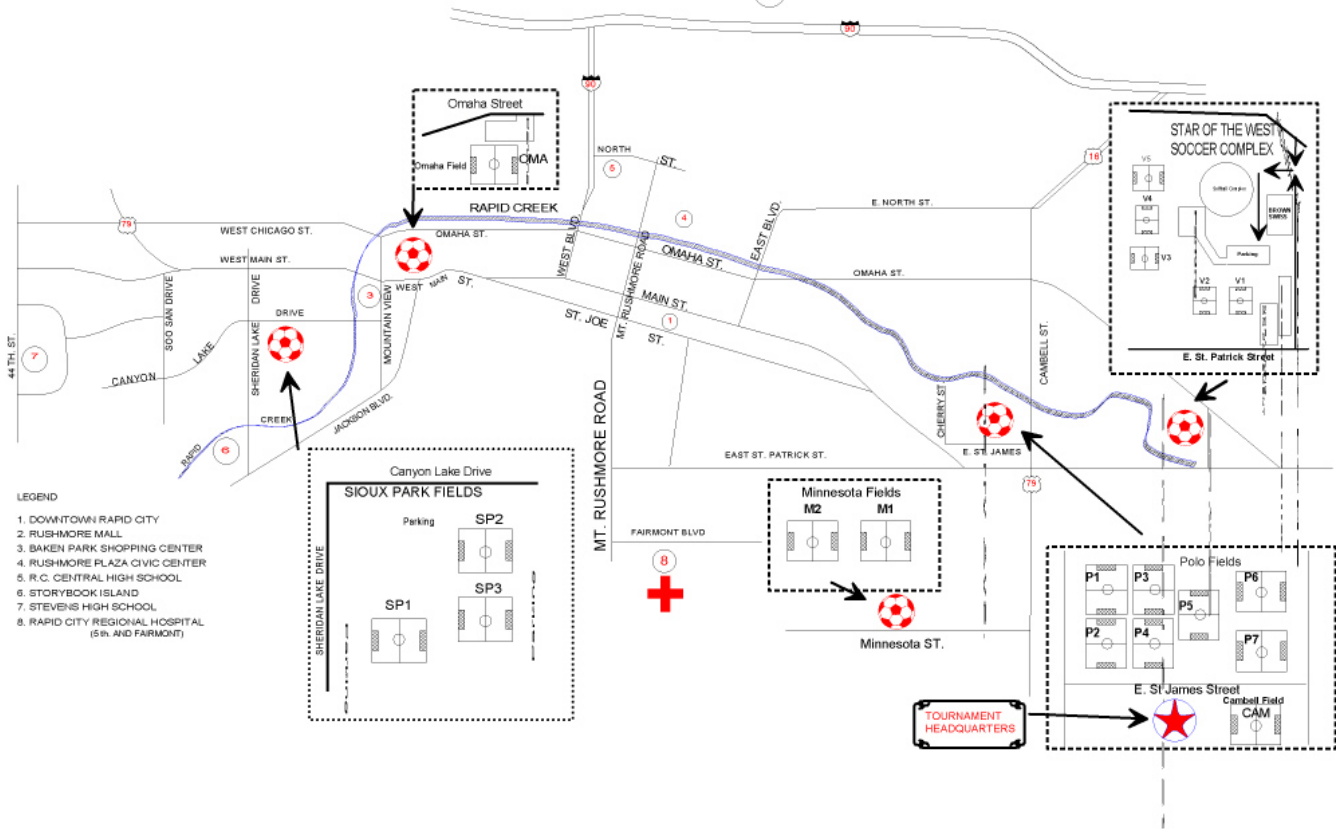 90
90
Omaha Street
Omaha Field
OMA
NORTH
ST.
5
16
STAR OF THE WEST
SOCCER COMPLEX
V5
V4
V3
V2
V1
BROWN
SWISS
Parking
E. St. Patrick Street
79
RAPID CREEK
4
E. NORTH ST.
WEST CHICAGO ST.
OMAHA ST.
WEST BLVD.
MT. RUSHMORE ROAD
EAST BLVD.
OMAHA ST.
OMAHA ST.
WEST MAIN ST.
WEST MAIN ST.
3
MAIN ST.
1
ST. JOE ST.
SOO SAN DRIVE
SHERIDAN LAKE DRIVE
CANYON LAKE DRIVE
MOUNTAIN VIEW
44 TH. ST.
7
CAMBELL ST.
CHERRY ST
E. ST. JAMES
JACKSON BLVD.
RAPID CREEK
6
EAST ST. PATRICK ST.
79
MT. RUSHMORE ROAD
FAIRMONT BLVD
8
Canyon Lake Drive
SIOUX PARK FIELDS
Parking
SP2
SP3
SP1
SHERIDAN LAKE DRIVE
Minnesota Fields
M2
M1
Minnesota ST.
Polo Fields
P1
P3
P5
P6
P2
P4
P7
E. St James Street
Cambell Field
CAM
TOURNAMENT
HEADQUARTERS
LEGEND
1. DOWNTOWN RAPID CITY
2. RUSHMORE MALL
3. BAKEN PARK SHOPPING CENTER
4. RUSHMORE PLAZA CIVIC CENTER
5. R.C. CENTRAL HIGH SCHOOL
6. STORYBOOK ISLAND
7. STEVENS HIGH SCHOOL
8. RAPID CITY REGIONAL HOSPITAL
(5 th. AND FAIRMONT)